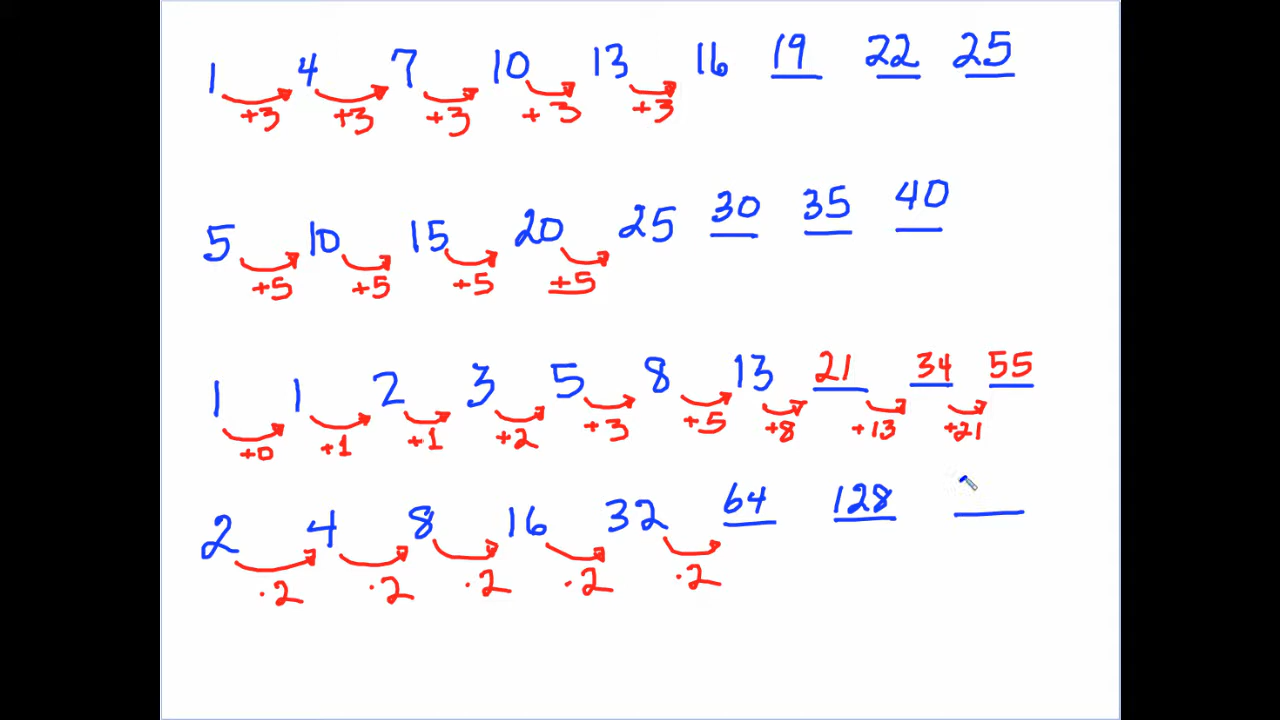 1 4 7 10 13 16 19 22 25
+3 +3 +3 +3 +3
5 10 15 20 25 30 35 40
+5 +5 +5 +5
1 1 2 3 5 8 13 21 34 55
+0 +1 +1 +2 +3 +5 +8 +13 +21
2 4 8 16 32 64 128
·2 ·2 ·2 ·2 ·2